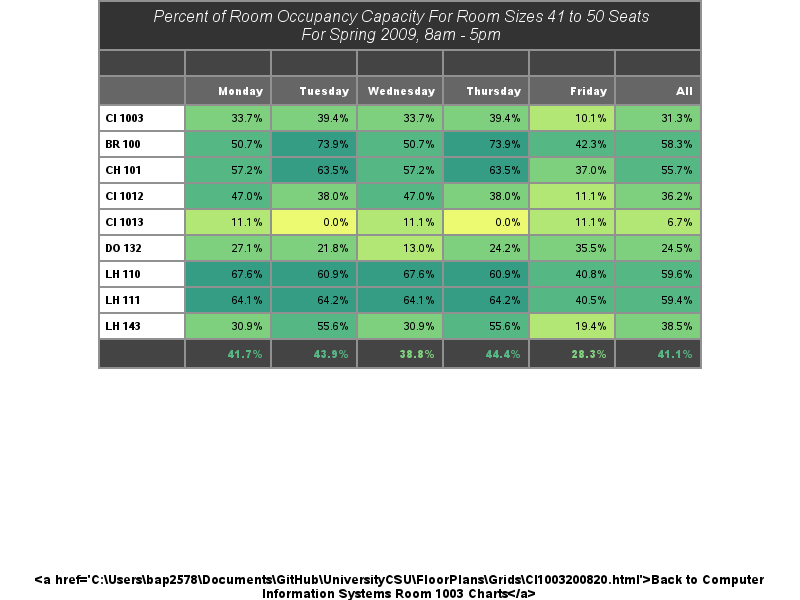 Percent of Room Occupancy Capacity For Room Sizes 41 to 50 Seats
For Spring 2009, 8am - 5pm
Monday Tuesday Wednesday Thursday Friday All
CI 1003 33.7% 39.4% 33.7% 39.4% 10.1% 31.3%
BR 100 50.7% 73.9% 50.7% 73.9% 42.3% 58.3%
CH 101 57.2% 63.5% 57.2% 63.5% 37.0% 55.7%
CI 1012 47.0% 38.0% 47.0% 38.0% 11.1% 36.2%
CI 1013 11.1% 0.0% 11.1% 0.0% 11.1% 6.7%
DO 132 27.1% 21.8% 13.0% 24.2% 35.5% 24.5%
LH 110 67.6% 60.9% 67.6% 60.9% 40.8% 59.6%
LH 111 64.1% 64.2% 64.1% 64.2% 40.5% 59.4%
LH 143 30.9% 55.6% 30.9% 55.6% 19.4% 38.5%
41.7% 43.9% 38.8% 44.4% 28.3% 41.1%
<a href='C:\Users\bap2578\Documents\GitHub\UniversityCSU\FloorPlans\Grids\CI1003200820.html'>Back to Computer
Information Systems Room 1003 Charts</a>